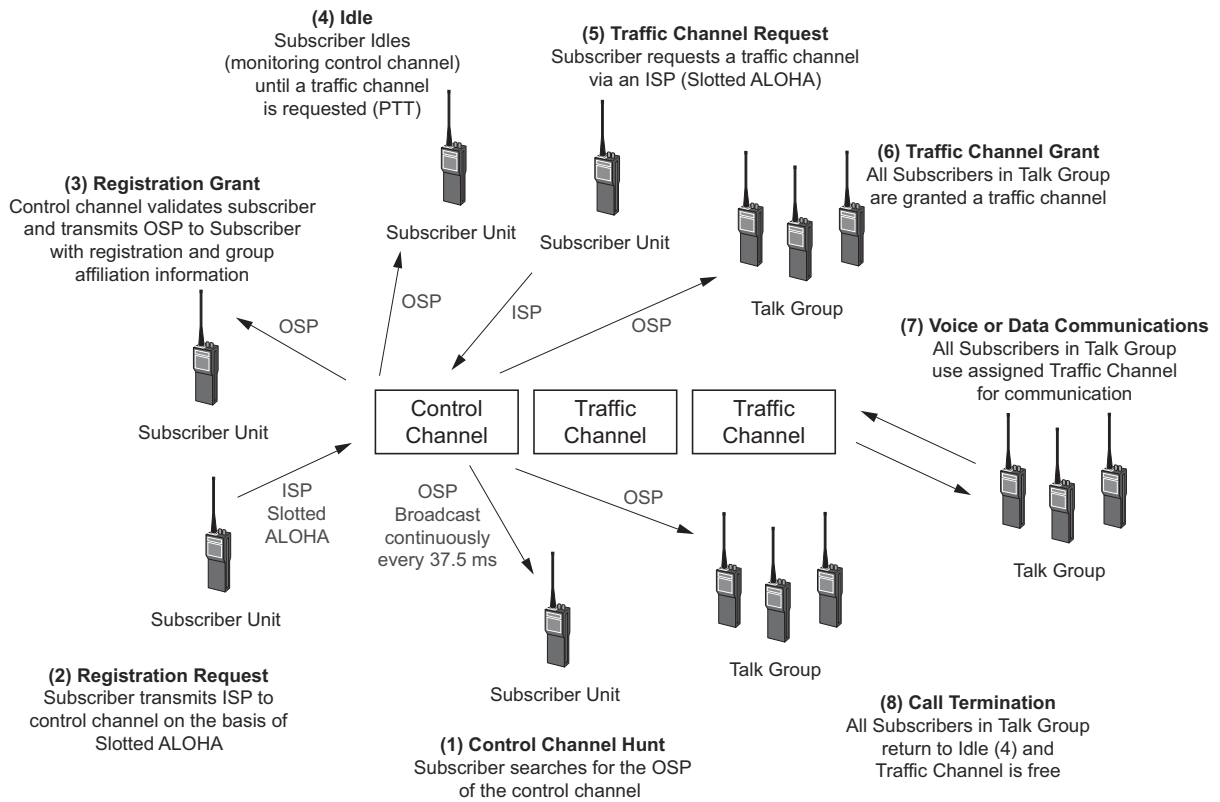 (4) Idle
Subscriber Idles
(monitoring control channel)
until a traffic channel
is requested (PTT)
(5) Traffic Channel Request
Subscriber requests a traffic channel
via an ISP (Slotted ALOHA)
(6) Traffic Channel Grant
All Subscribers in Talk Group
are granted a traffic channel
(3) Registration Grant
Control channel validates subscriber
and transmits OSP to Subscriber
with registration and group
affiliation information
Subscriber Unit
Subscriber Unit
Talk Group
OSP
OSP
ISP
OSP
(7) Voice or Data Communications
All Subscribers in Talk Group
use assigned Traffic Channel
for communication
Subscriber Unit
Control
Channel
Traffic
Channel
Traffic
Channel
ISP
Slotted
ALOHA
OSP
Broadcast
continuously
every 37.5 ms
OSP
Talk Group
Subscriber Unit
Talk Group
Subscriber Unit
(2) Registration Request
Subscriber transmits ISP to
control channel on the basis of
Slotted ALOHA
(1) Control Channel Hunt
Subscriber searches for the OSP
of the control channel
(8) Call Termination
All Subscribers in Talk Group
return to Idle (4) and
Traffic Channel is free